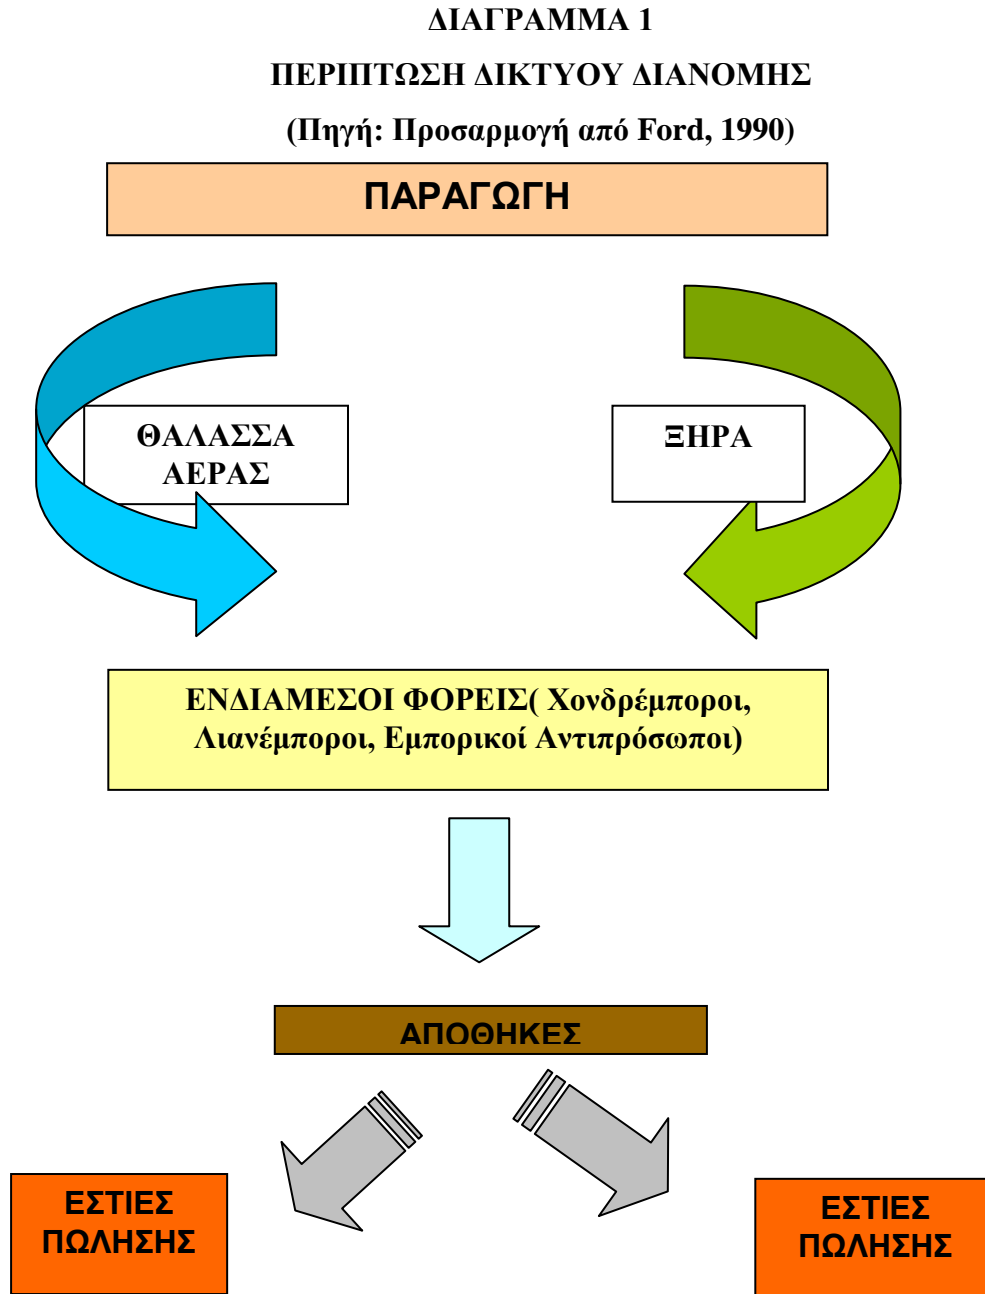 ΔΙΑΓΡΑΜΜΑ 1
ΠΕΡΙΠΤΩΣΗ ΔΙΚΤΥΟΥ ΔΙΑΝΟΜΗΣ
(Πηγή: Προσαρμογή από Ford, 1990)
ΠΑΡΑΓΩΓΗ
ΘΑΛΑΣΣΑ
ΑΕΡΑΣ
ΞΗΡΑ
ΕΝΔΙΑΜΕΣΟΙ ΦΟΡΕΙΣ( Χονδρέμποροι,
Λιανέμποροι, Εμπορικοί Αντιπρόσωποι)
ΑΠΟΘΗΚΕΣ
ΕΣΤΙΕΣ
ΠΩΛΗΣΗΣ
ΕΣΤΙΕΣ
ΠΩΛΗΣΗΣ